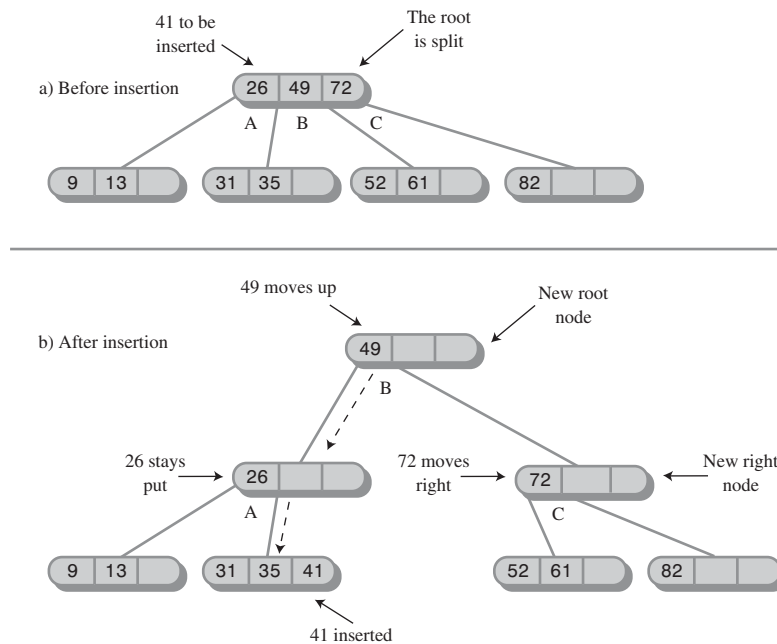 41 to be
inserted
The root
is split
a) Before insertion
26 49 72
A B C
9 13
31 35
52 61
82
49 moves up
New root
node
b) After insertion
49
B
26 stays
put
26
72 moves
right
72
New right
node
A
C
9 13
31 35 41
52 61
82
41 inserted